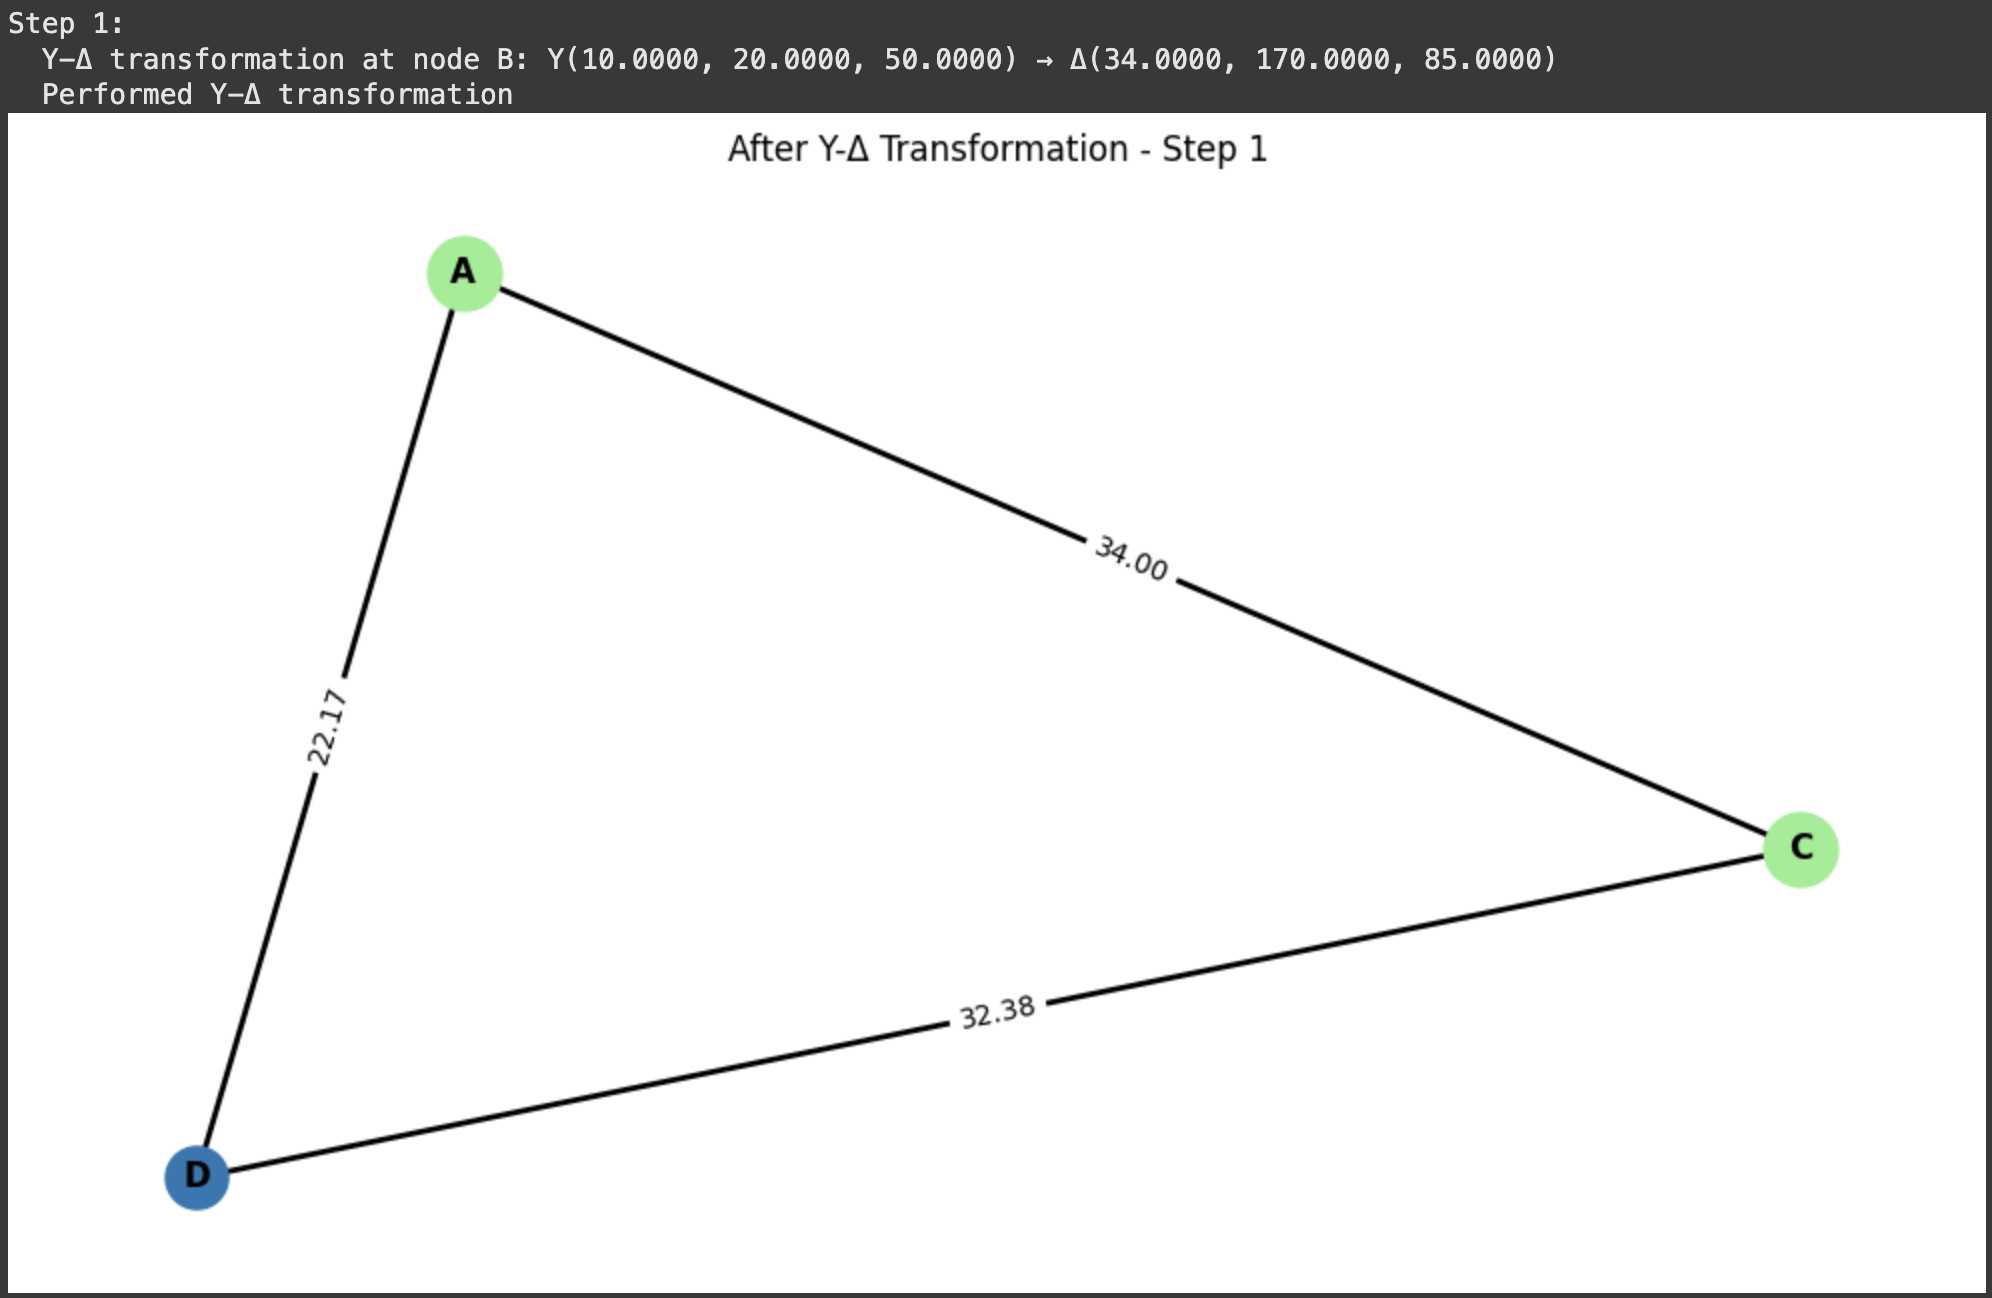 Step 1:
Y–Δ transformation at node B: Y(10.0000, 20.0000, 50.0000) → Δ(34.0000, 170.0000, 85.0000)
Performed Y–Δ transformation
After Y-Δ Transformation - Step 1
A
34.00
22.17
C
32.38
D